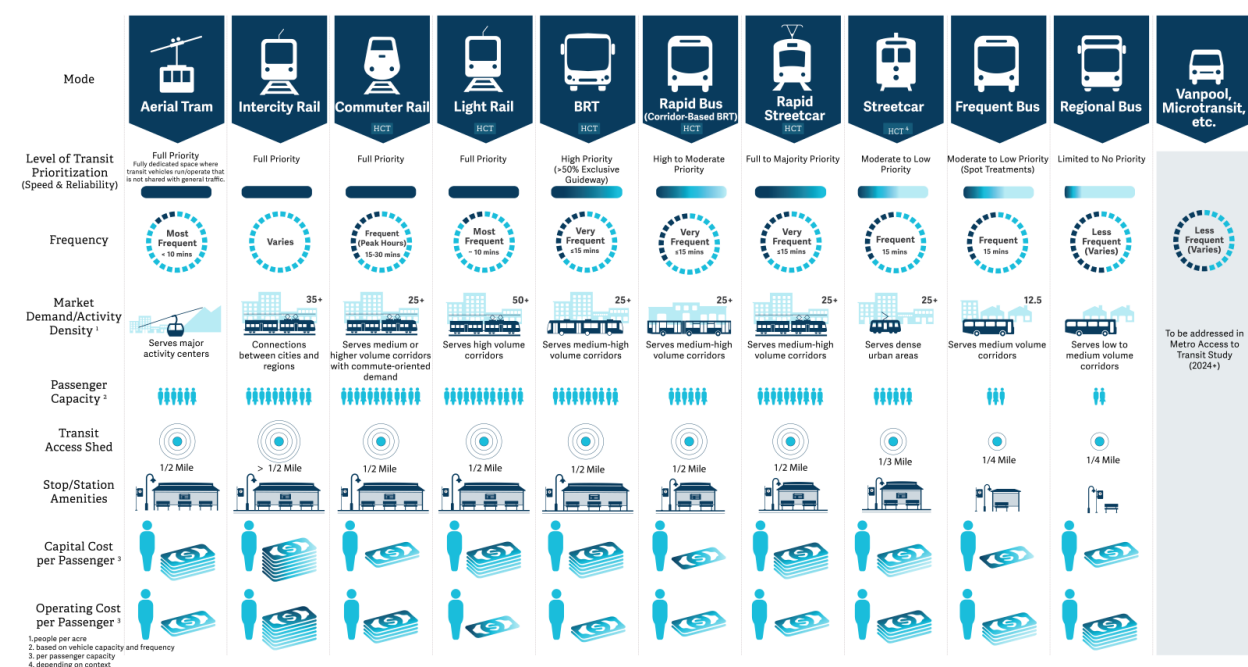 Mode
Aerial Tram
Intercity Rail
Commuter Rail
HCT
Light Rail
HCT
BRT
HCT
Rapid Bus
(Corridor-Based BRT)
HCT
Rapid
Streetcar
HCT
Streetcar
HCT 4
Frequent Bus
Regional Bus
Vanpool,
Microtransit,
etc.
Level of Transit
Prioritization
(Speed & Reliability)
Full Priority
Fully dedicated space where
transit vehicles run/operate that
is not shared with general traffic.
Full Priority
Full Priority
Full Priority
High Priority
(>50% Exclusive
Guideway)
High to Moderate
Priority
Full to Majority Priority
Moderate to Low
Priority
Moderate to Low Priority
(Spot Treatments)
Limited to No Priority
Frequency
Most
Frequent
< 10 mins
Varies
Frequent
(Peak Hours)
15-30 mins
Most
Frequent
~ 10 mins
Very
Frequent
≤15 mins
Very
Frequent
≤15 mins
Very
Frequent
≤15 mins
Frequent
15 mins
Frequent
15 mins
Less
Frequent
(Varies)
Less
Frequent
(Varies)
Market
Demand/Activity
Density 1
Serves major
activity centers
35+
Connections
between cities and
regions
25+
Serves medium or
higher volume corridors
with commute-oriented
demand
50+
Serves high volume
corridors
25+
Serves medium-high
volume corridors
25+
Serves medium-high
volume corridors
25+
Serves medium-high
volume corridors
25+
Serves dense
urban areas
12.5
Serves medium volume
corridors
Serves low to
medium volume
corridors
To be addressed in
Metro Access to
Transit Study
(2024+)
Passenger
Capacity 2
Transit
Access Shed
1/2 Mile
> 1/2 Mile
1/2 Mile
1/2 Mile
1/2 Mile
1/2 Mile
1/2 Mile
1/3 Mile
1/4 Mile
1/4 Mile
Stop/Station
Amenities
Capital Cost
per Passenger 3
Operating Cost
per Passenger 3
1.people per acre
2. based on vehicle capacity and frequency
3. per passenger capacity
4. depending on context